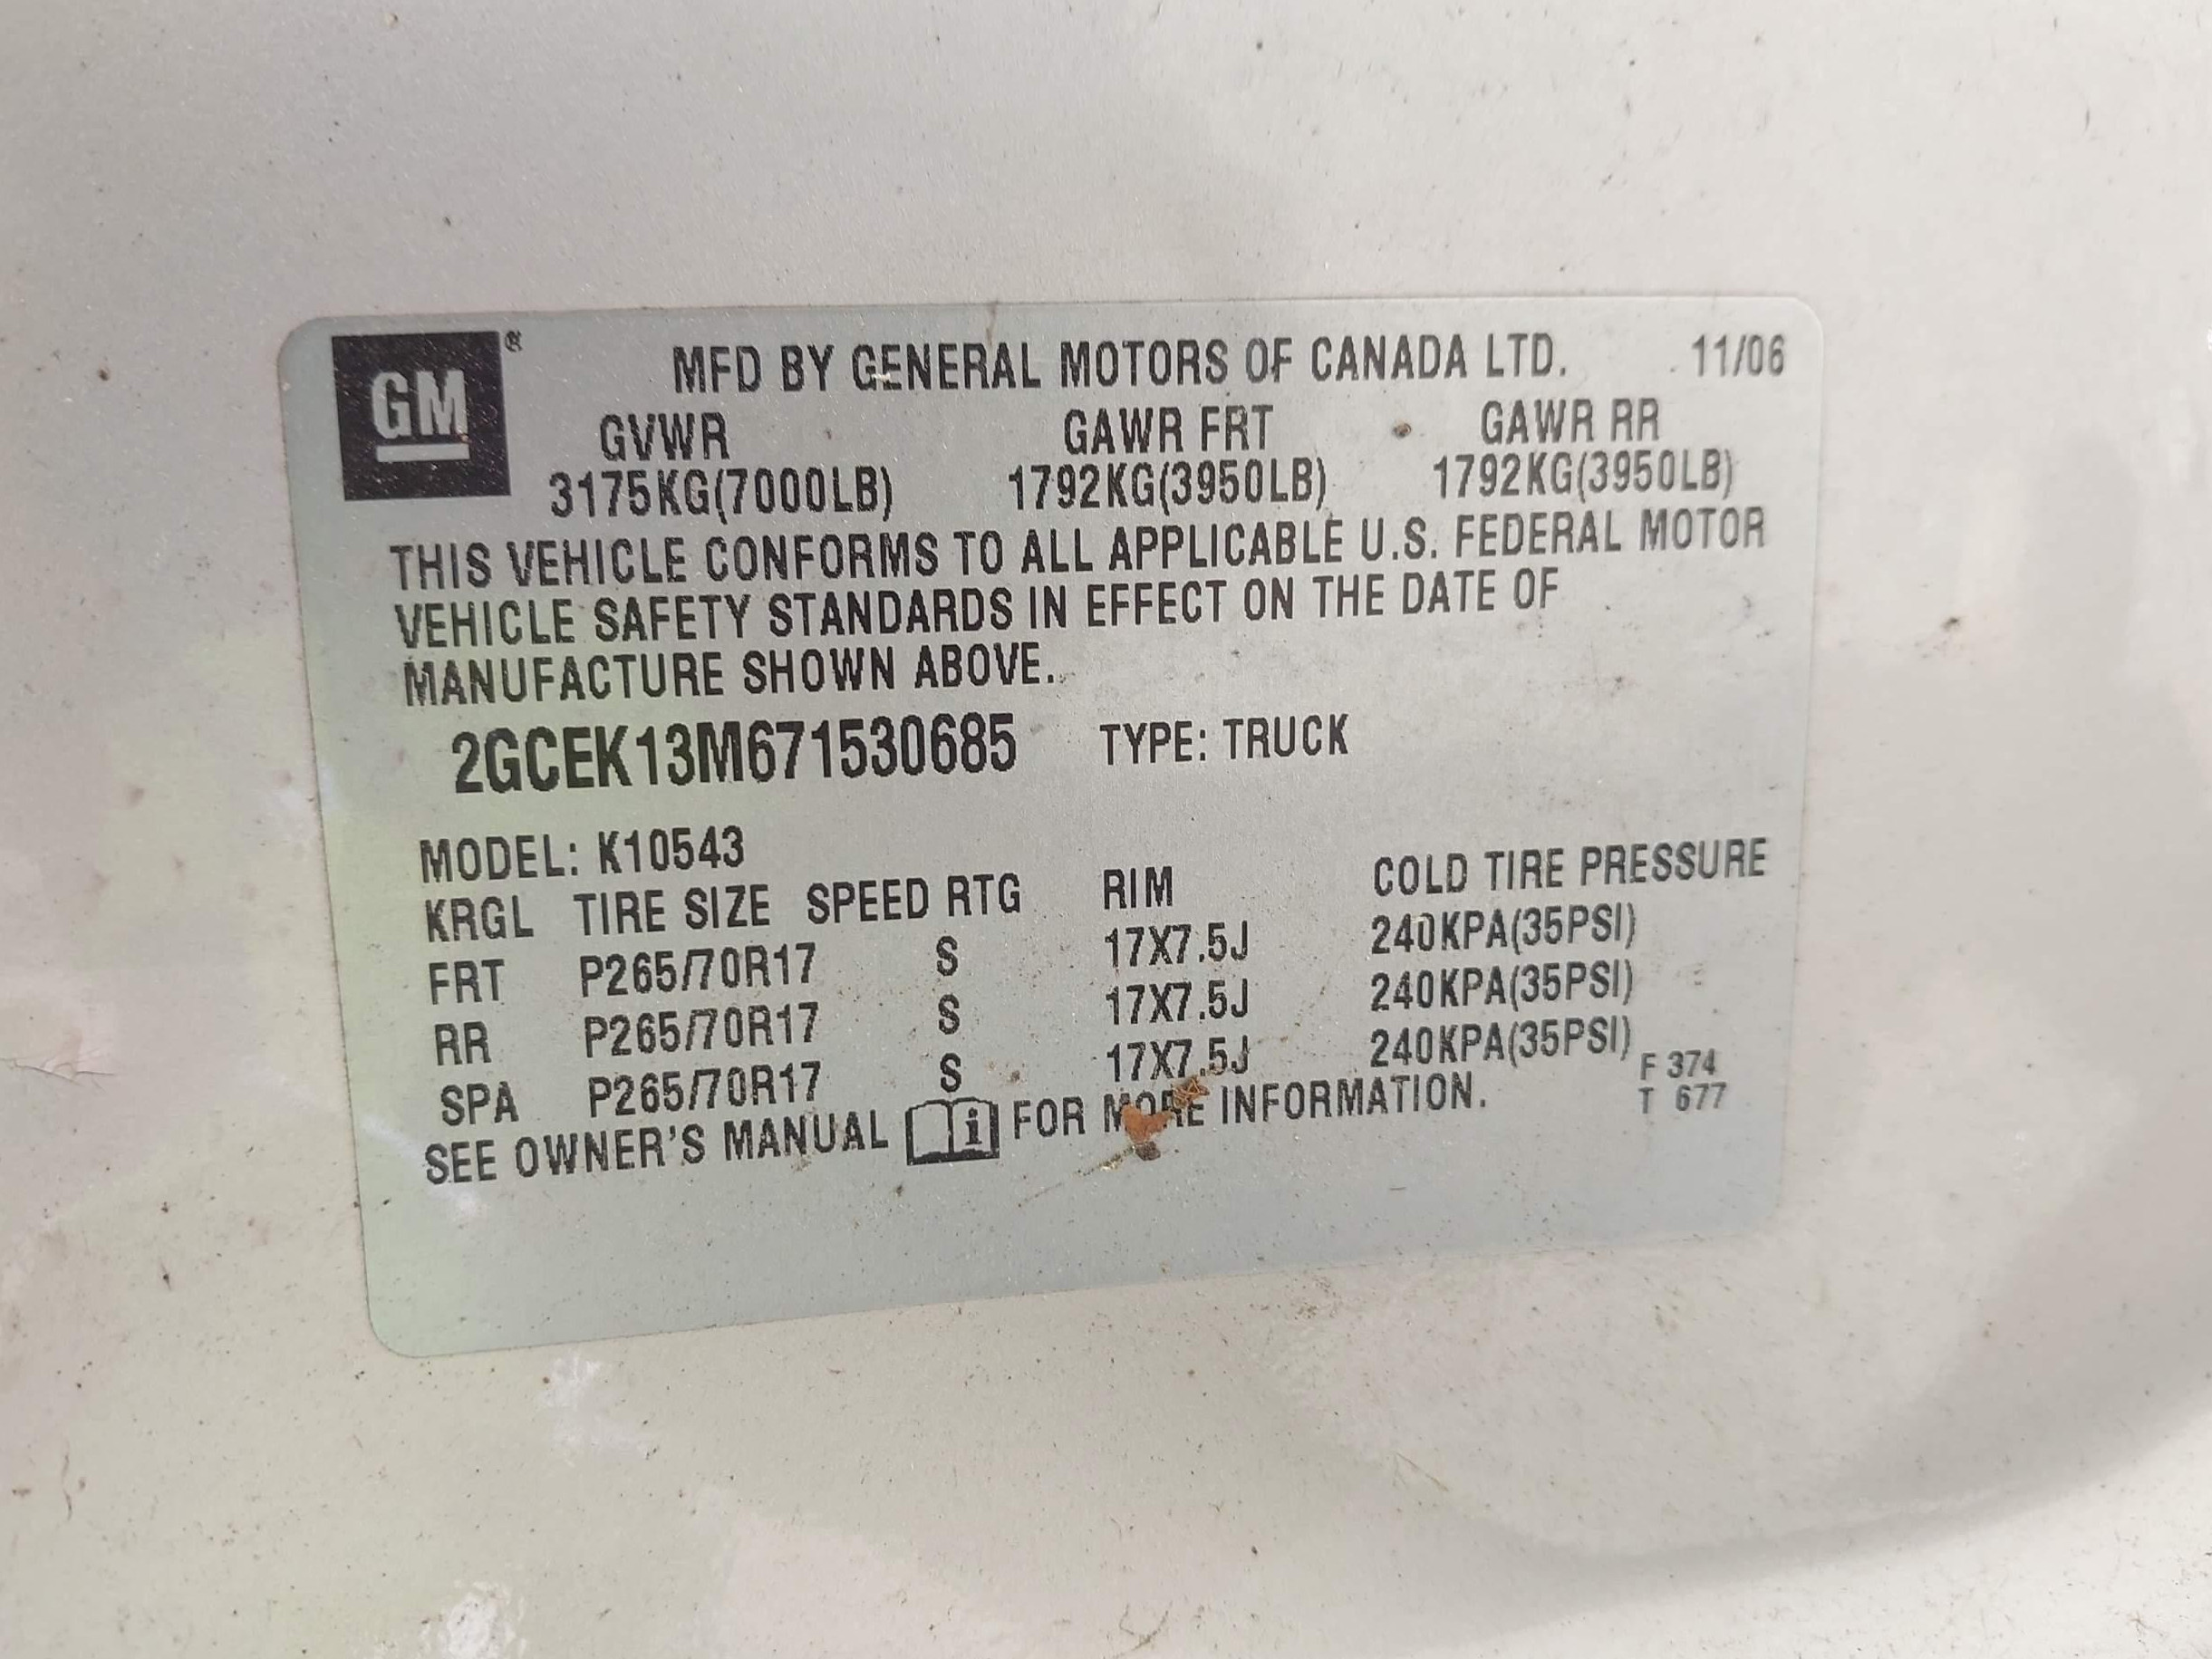 GM ®
MFD BY GENERAL MOTORS OF CANADA LTD. 11/06
GVWR GAWR FRT GAWR RR
3175KG(7000LB) 1792KG(3950LB) 1792KG(3950LB)
THIS VEHICLE CONFORMS TO ALL APPLICABLE U.S. FEDERAL MOTOR
VEHICLE SAFETY STANDARDS IN EFFECT ON THE DATE OF
MANUFACTURE SHOWN ABOVE.
2GCEK13M671530685 TYPE: TRUCK
MODEL: K10543
KRGL TIRE SIZE SPEED RTG RIM COLD TIRE PRESSURE
FRT P265/70R17 S 17X7.5J 240KPA(35PSI)
RR P265/70R17 S 17X7.5J 240KPA(35PSI)
SPA P265/70R17 S 17X7.5J 240KPA(35PSI)
SEE OWNER'S MANUAL FOR MORE INFORMATION.
F 374
T 677